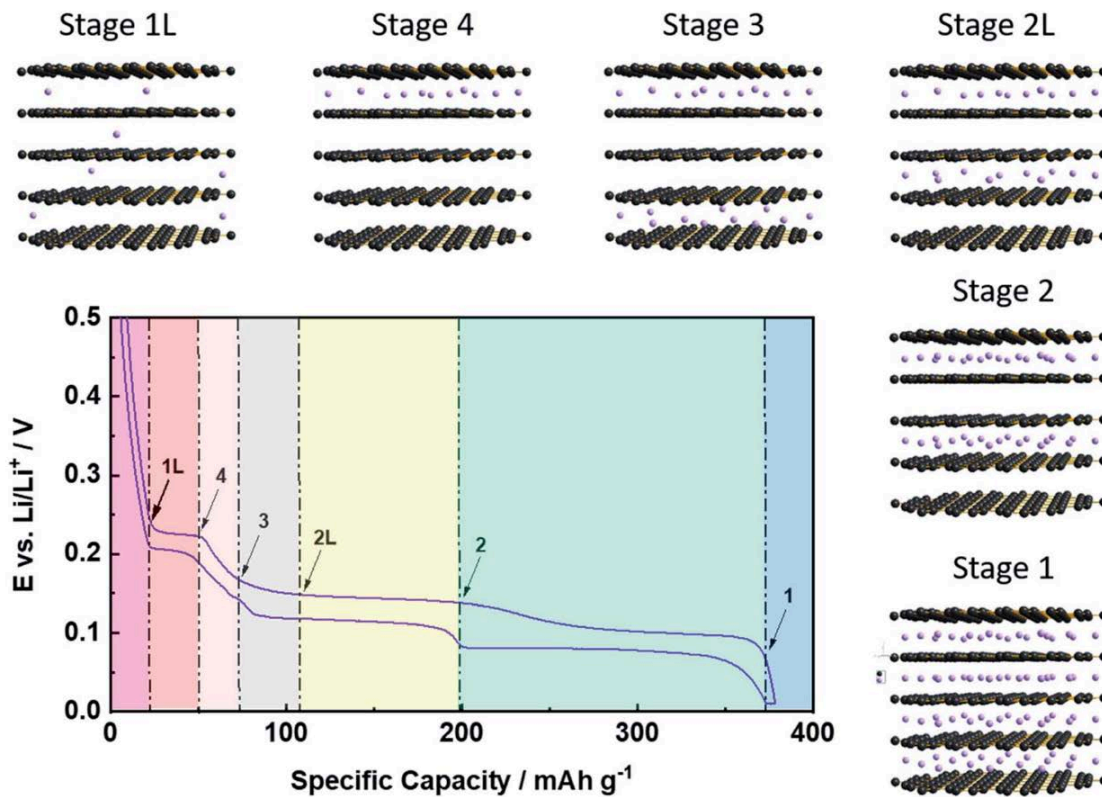 Stage 1L
Stage 4
Stage 3
Stage 2L
Stage 2
Stage 1
0.5
0.4
0.3
0.2
0.1
0.0
E vs. Li/Li⁺ / V
1L
4
3
2L
2
1
0
100
200
300
400
Specific Capacity / mAh g⁻¹